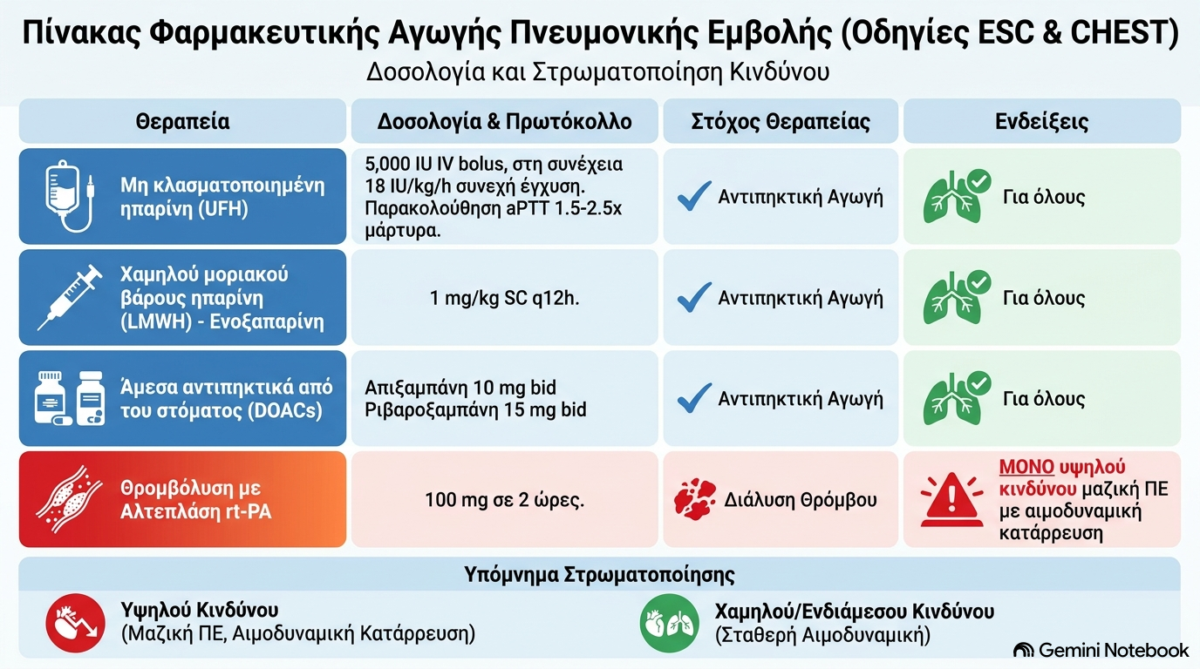 Πίνακας Φαρμακευτικής Αγωγής Πνευμονικής Εμβολής (Οδηγίες ESC & CHEST)
Δοσολογία και Στρωματοποίηση Κινδύνου
Θεραπεία
Δοσολογία & Πρωτόκολλο
Στόχος Θεραπείας
Ενδείξεις
Μη κλασματοποιημένη
ηπαρίνη (UFH)
5,000 IU IV bolus, στη συνέχεια
18 IU/kg/h συνεχή έγχυση.
Παρακολούθηση aPTT 1.5-2.5x
μάρτυρα.
Αντιπηκτική Αγωγή
Για όλους
Χαμηλού μοριακού
βάρους ηπαρίνη
(LMWH) - Ενοξαπαρίνη
1 mg/kg SC q12h.
Αντιπηκτική Αγωγή
Για όλους
Άμεσα αντιπηκτικά από
του στόματος (DOACs)
Απιξαμπάνη 10 mg bid
Ριβαροξαμπάνη 15 mg bid
Αντιπηκτική Αγωγή
Για όλους
Θρομβόλυση με
Αλτεπλάση rt-PA
100 mg σε 2 ώρες.
Διάλυση Θρόμβου
ΜΟΝΟ υψηλού
κινδύνου μαζική ΠΕ
με αιμοδυναμική
κατάρρευση
Υπόμνημα Στρωματοποίησης
Υψηλού Κινδύνου
(Μαζική ΠΕ, Αιμοδυναμική Κατάρρευση)
Χαμηλού/Ενδιάμεσου Κινδύνου
(Σταθερή Αιμοδυναμική)
Gemini Notebook